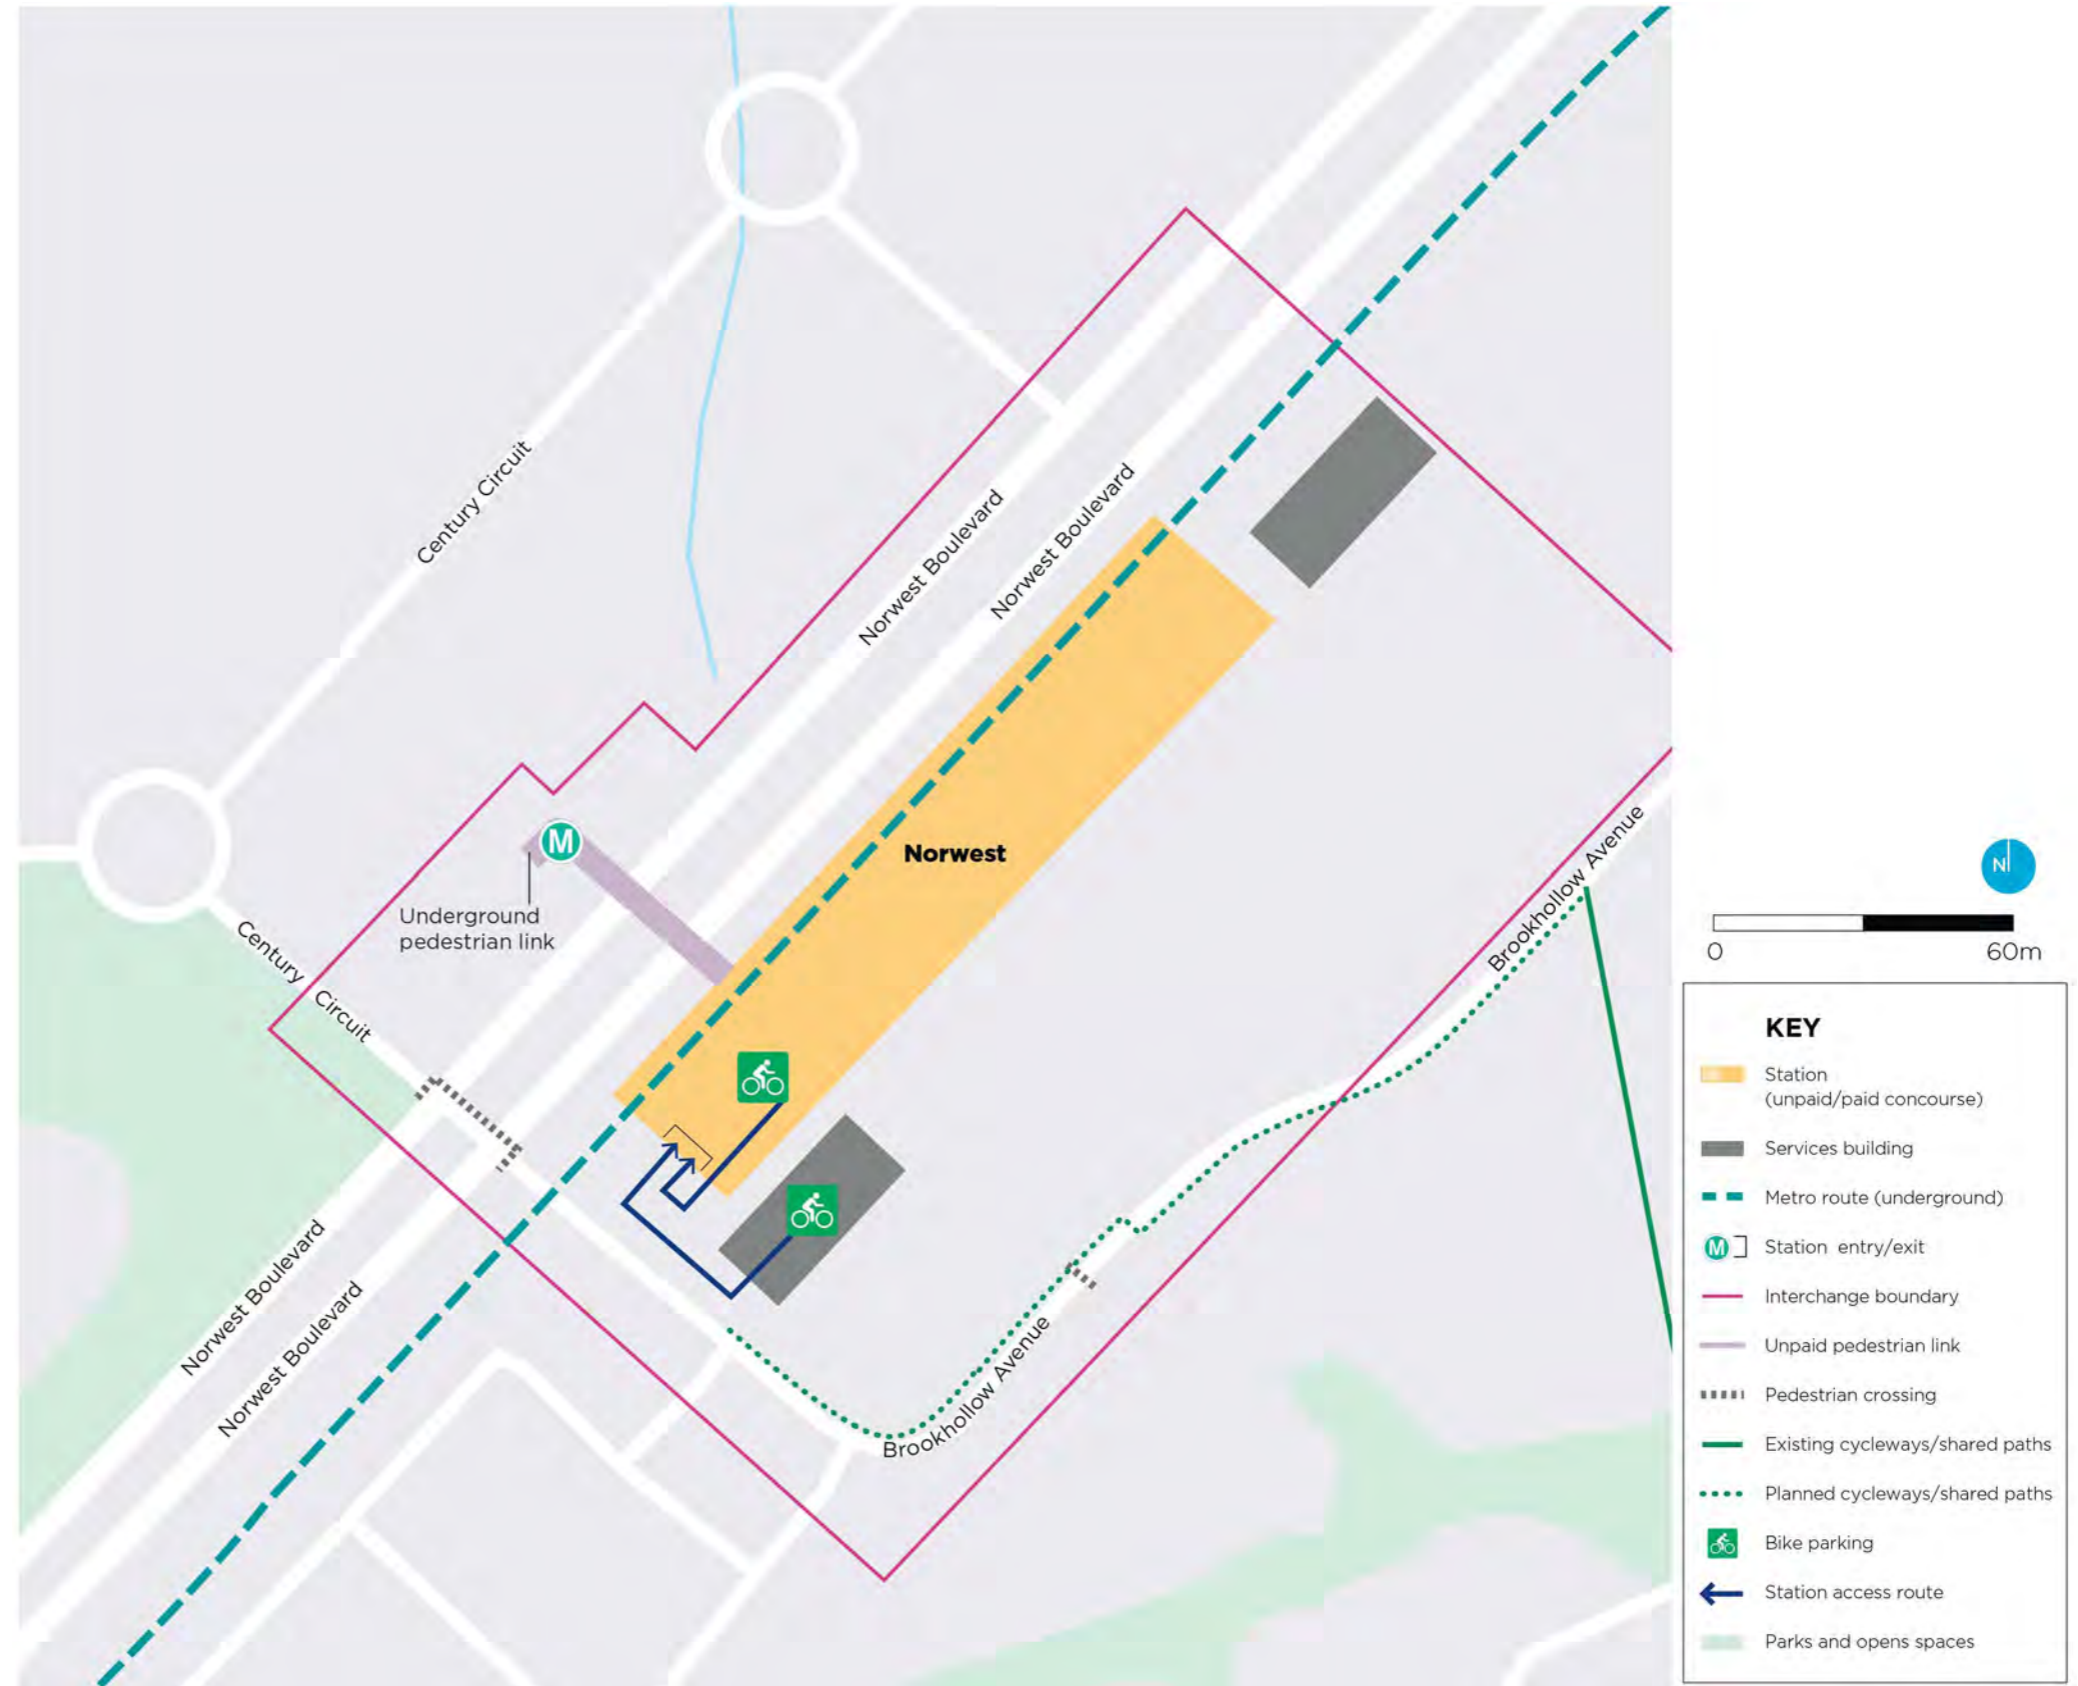 Century Circuit
Norwest Boulevard
Norwest Boulevard
Norwest
M
Underground
pedestrian link
Century Circuit
Brookhollow Avenue
Norwest Boulevard
Norwest Boulevard
Brookhollow Avenue
N
0 60m
KEY
Station
(unpaid/paid concourse)
Services building
Metro route (underground)
M Station entry/exit
Interchange boundary
Unpaid pedestrian link
Pedestrian crossing
Existing cycleways/shared paths
Planned cycleways/shared paths
Bike parking
Station access route
Parks and opens spaces